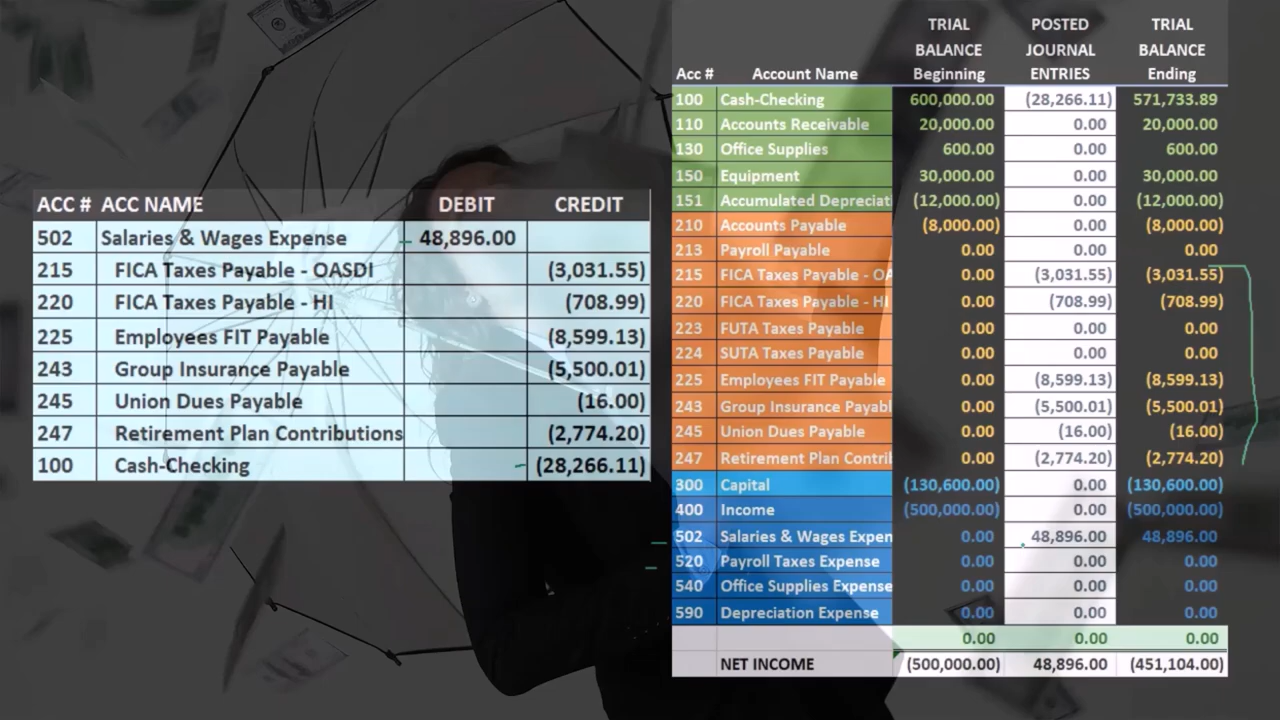 ACC # ACC NAME DEBIT CREDIT
502 Salaries & Wages Expense 48,896.00
215 FICA Taxes Payable - OASDI (3,031.55)
220 FICA Taxes Payable - HI (708.99)
225 Employees FIT Payable (8,599.13)
243 Group Insurance Payable (5,500.01)
245 Union Dues Payable (16.00)
247 Retirement Plan Contributions (2,774.20)
100 Cash-Checking (28,266.11)
TRIAL POSTED TRIAL
BALANCE JOURNAL BALANCE
Acc # Account Name Beginning ENTRIES Ending
100 Cash-Checking 600,000.00 (28,266.11) 571,733.89
110 Accounts Receivable 20,000.00 0.00 20,000.00
130 Office Supplies 600.00 0.00 600.00
150 Equipment 30,000.00 0.00 30,000.00
151 Accumulated Depreciati (12,000.00) 0.00 (12,000.00)
210 Accounts Payable (8,000.00) 0.00 (8,000.00)
213 Payroll Payable 0.00 0.00 0.00
215 FICA Taxes Payable - OA 0.00 (3,031.55) (3,031.55)
220 FICA Taxes Payable - HI 0.00 (708.99) (708.99)
223 FUTA Taxes Payable 0.00 0.00 0.00
224 SUTA Taxes Payable 0.00 0.00 0.00
225 Employees FIT Payable 0.00 (8,599.13) (8,599.13)
243 Group Insurance Payabl 0.00 (5,500.01) (5,500.01)
245 Union Dues Payable 0.00 (16.00) (16.00)
247 Retirement Plan Contrib 0.00 (2,774.20) (2,774.20)
300 Capital (130,600.00) 0.00 (130,600.00)
400 Income (500,000.00) 0.00 (500,000.00)
502 Salaries & Wages Expen 0.00 48,896.00 48,896.00
520 Payroll Taxes Expense 0.00 0.00 0.00
540 Office Supplies Expense 0.00 0.00 0.00
590 Depreciation Expense 0.00 0.00 0.00
0.00 0.00 0.00
NET INCOME (500,000.00) 48,896.00 (451,104.00)